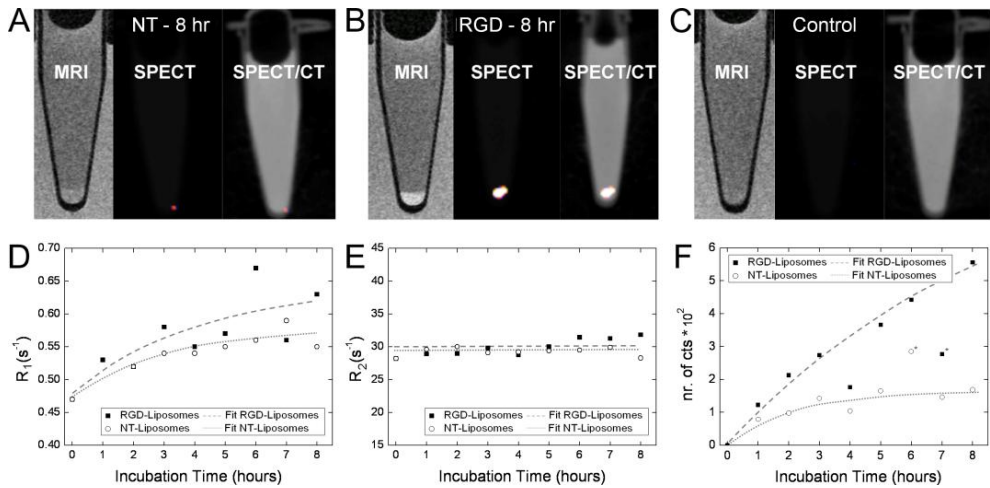 A NT - 8 hr
MRI SPECT SPECT/CT
B RGD - 8 hr
MRI SPECT SPECT/CT
C Control
MRI SPECT SPECT/CT
D
R1(s-1)
0.70
0.65
0.60
0.55
0.50
0.45
0.40
RGD-Liposomes Fit RGD-Liposomes
NT-Liposomes Fit NT-Liposomes
0 1 2 3 4 5 6 7 8
Incubation Time (hours)
E
R2(s-1)
45
40
35
30
25
20
15
RGD-Liposomes Fit RGD-Liposomes
NT-Liposomes Fit NT-Liposomes
0 1 2 3 4 5 6 7 8
Incubation Time (hours)
F
nr. of cts * 10²
6
5
4
3
2
1
0
RGD-Liposomes Fit RGD-Liposomes
NT-Liposomes Fit NT-Liposomes
*
*
0 1 2 3 4 5 6 7 8
Incubation Time (hours)